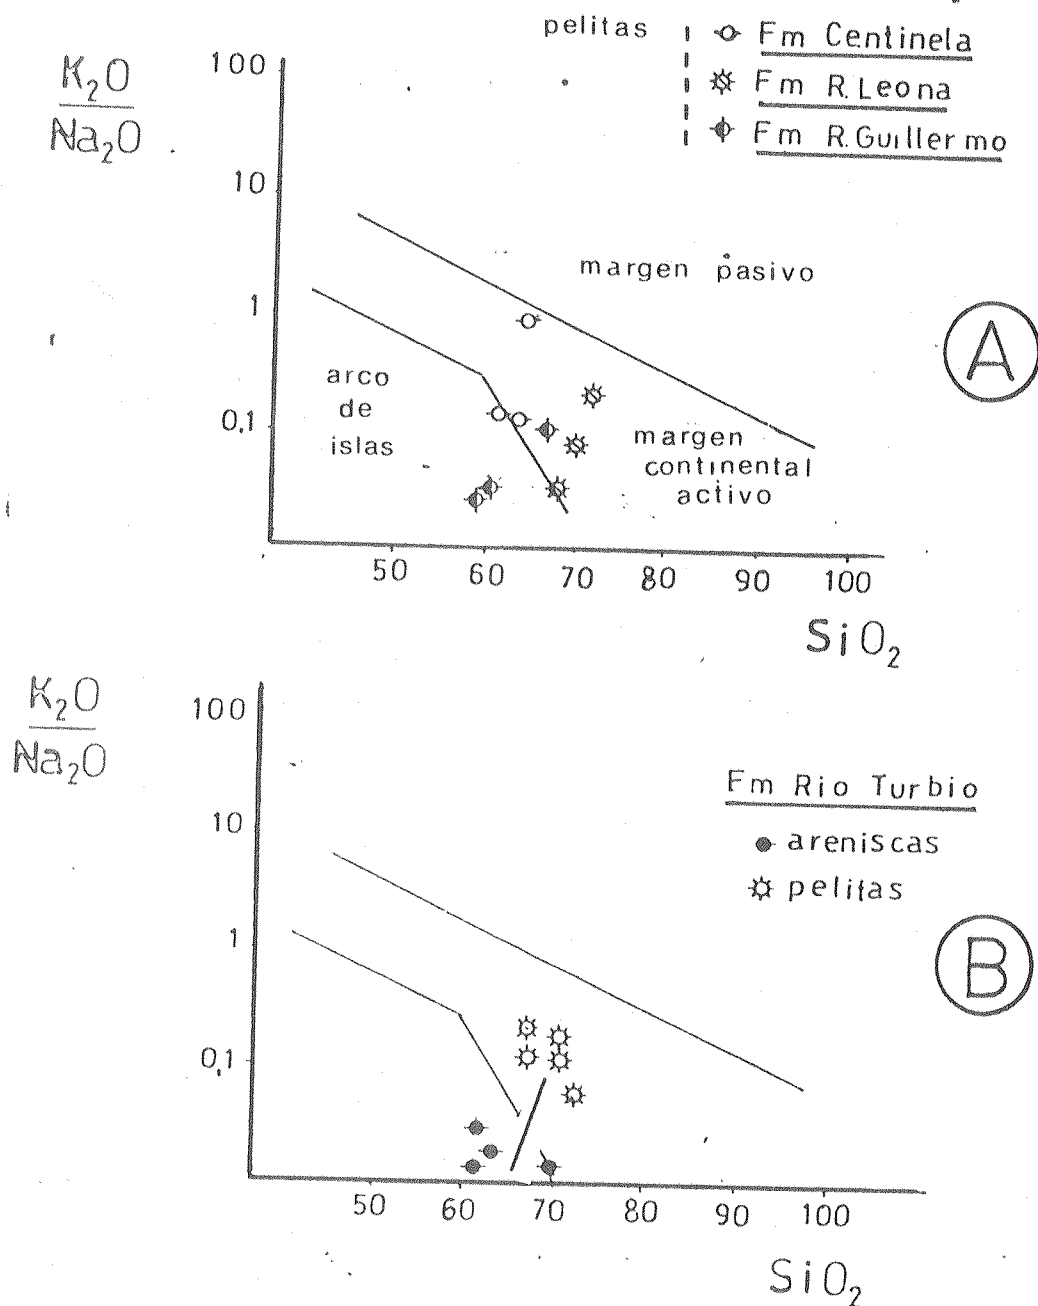 pelitas
Fm Centinela
Fm R.Leona
Fm R.Guillermo
K₂O
Na₂O
100
10
1
0,1
margen pasivo
arco
de
islas
margen
continental
activo
A
50 60 70 80 90 100
SiO₂
K₂O
Na₂O
100
10
1
0,1
Fm Rio Turbio
areniscas
pelitas
B
50 60 70 80 90 100
SiO₂